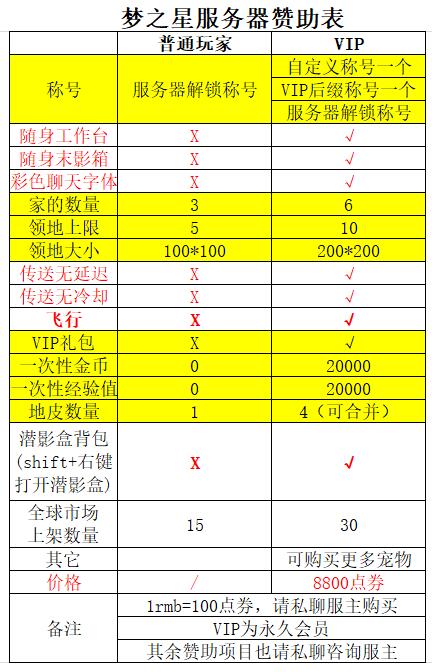 梦之星服务器赞助表
普通玩家 VIP
自定义称号一个
称号 服务器解锁称号 VIP后缀称号一个
服务器解锁称号
随身工作台 X √
随身末影箱 X √
彩色聊天字体 X √
家的数量 3 6
领地上限 5 10
领地大小 100*100 200*200
传送无延迟 X √
传送无冷却 X √
飞行 X √
VIP礼包 X √
一次性金币 0 20000
一次性经验值 0 20000
地皮数量 1 4（可合并）
潜影盒背包
(shift+右键 X √
打开潜影盒)
全球市场
上架数量 15 30
其它 可购买更多宠物
价格 / 8800点券
1rmb=100点券，请私聊服主购买
备注 VIP为永久会员
其余赞助项目也请私聊咨询服主